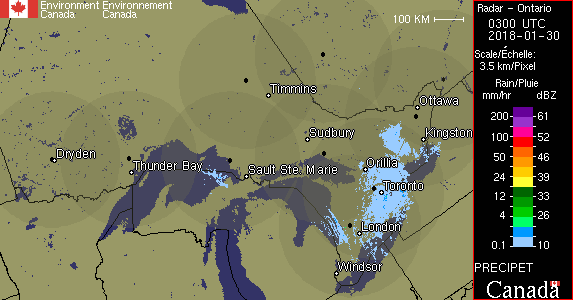 Environment Environnement
Canada Canada
100 KM
Timmins
Ottawa
Sudbury
Kingston
Dryden
Thunder Bay
Sault Ste. Marie
Orillia
Toronto
London
Windsor
Radar - Ontario
0300 UTC
2018-01-30
Scale/Échelle:
3.5 km/Pixel
Rain/Pluie
mm/hr dBZ
200 61
100 52
50 46
24 39
12 33
4 26
1 18
0.1 10
PRECIPET
Canada